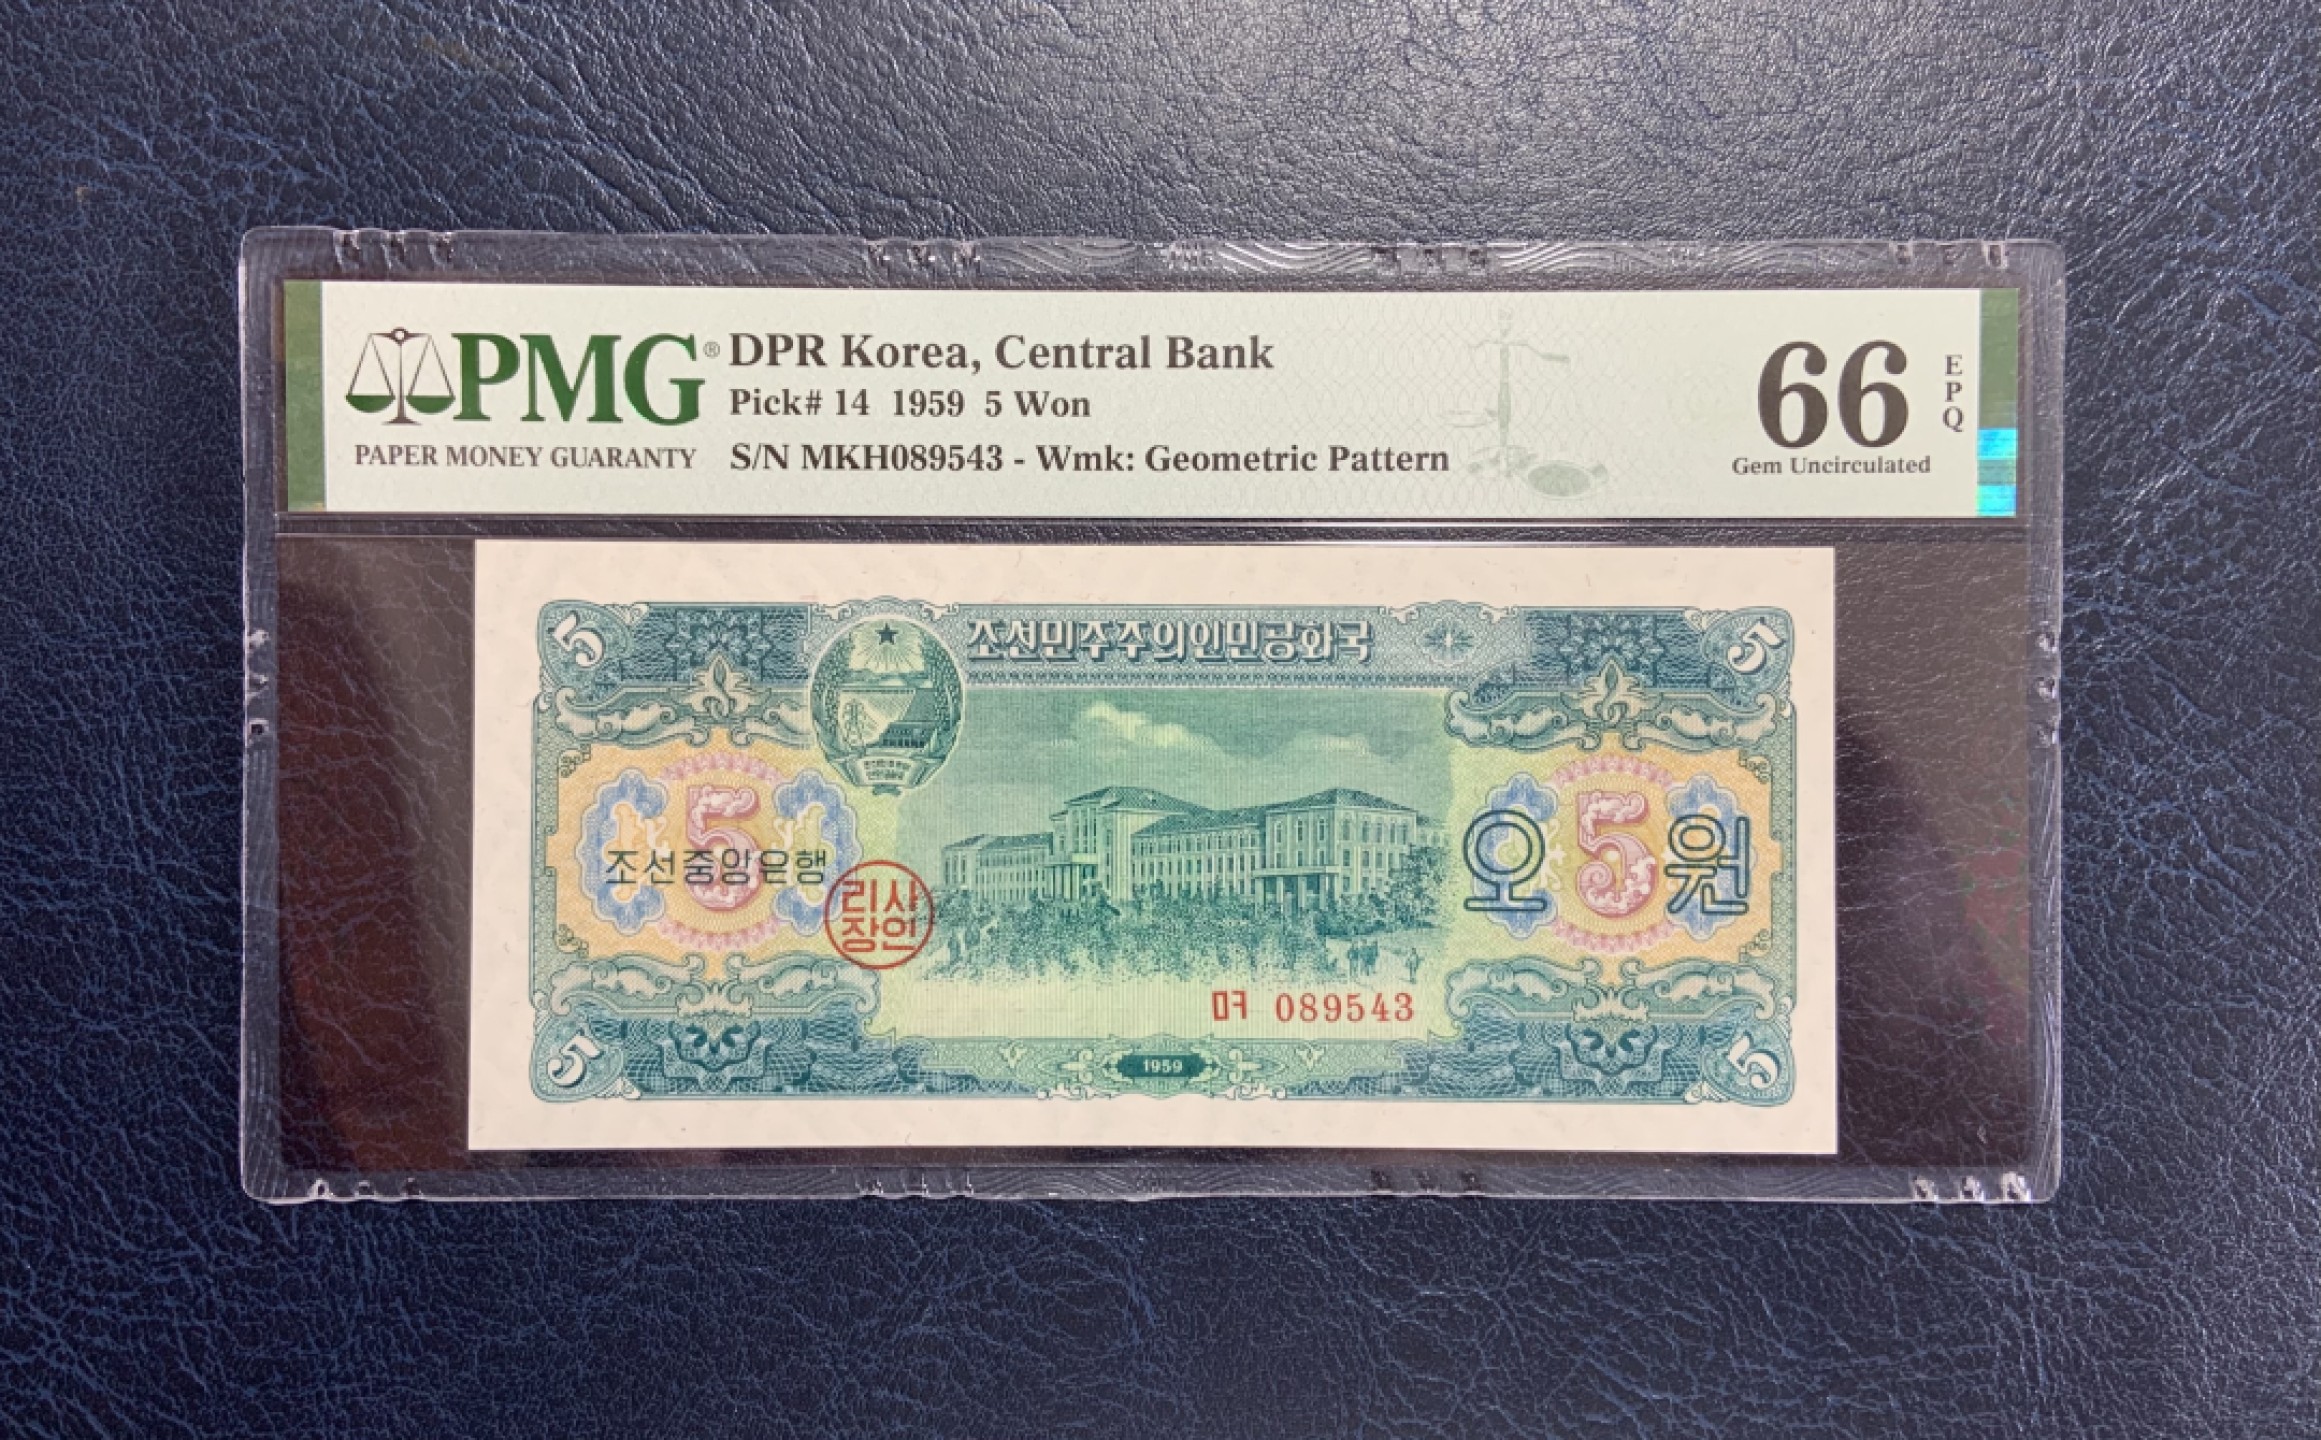 PMG®
PAPER MONEY GUARANTY
DPR Korea, Central Bank
Pick# 14 1959 5 Won
S/N MKH089543 - Wmk: Geometric Pattern
66
EPQ
Gem Uncirculated
5
조선민주주의인민공화국
5
5
조선중앙은행
리사
장인
오 5 원
ㅁㅋ 089543
5
1959
5